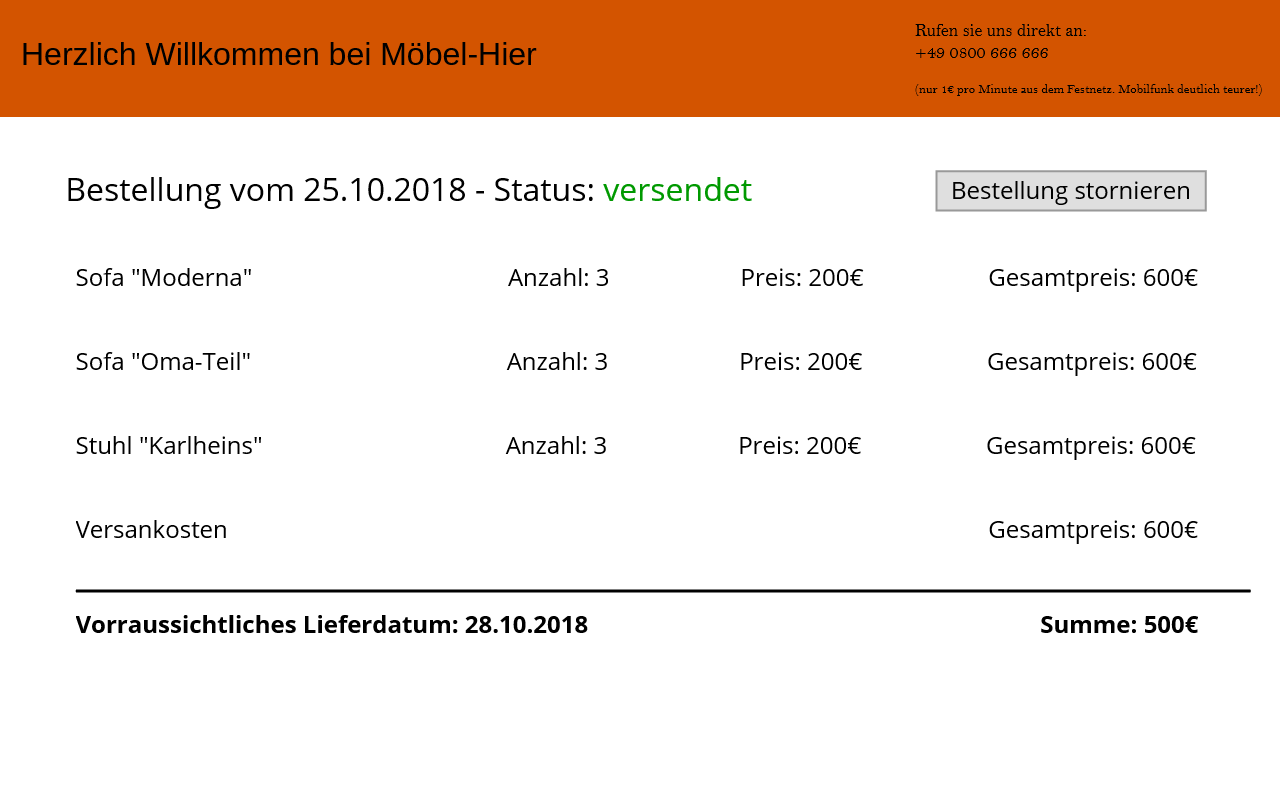 Herzlich Willkommen bei Möbel-Hier
Rufen sie uns direkt an:
+49 0800 666 666
(nur 1€ pro Minute aus dem Festnetz. Mobilfunk deutlich teurer!)
Bestellung vom 25.10.2018 - Status: versendet
Bestellung stornieren
Sofa "Moderna" Anzahl: 3 Preis: 200€ Gesamtpreis: 600€
Sofa "Oma-Teil" Anzahl: 3 Preis: 200€ Gesamtpreis: 600€
Stuhl "Karlheins" Anzahl: 3 Preis: 200€ Gesamtpreis: 600€
Versankosten Gesamtpreis: 600€
Vorraussichtliches Lieferdatum: 28.10.2018 Summe: 500€